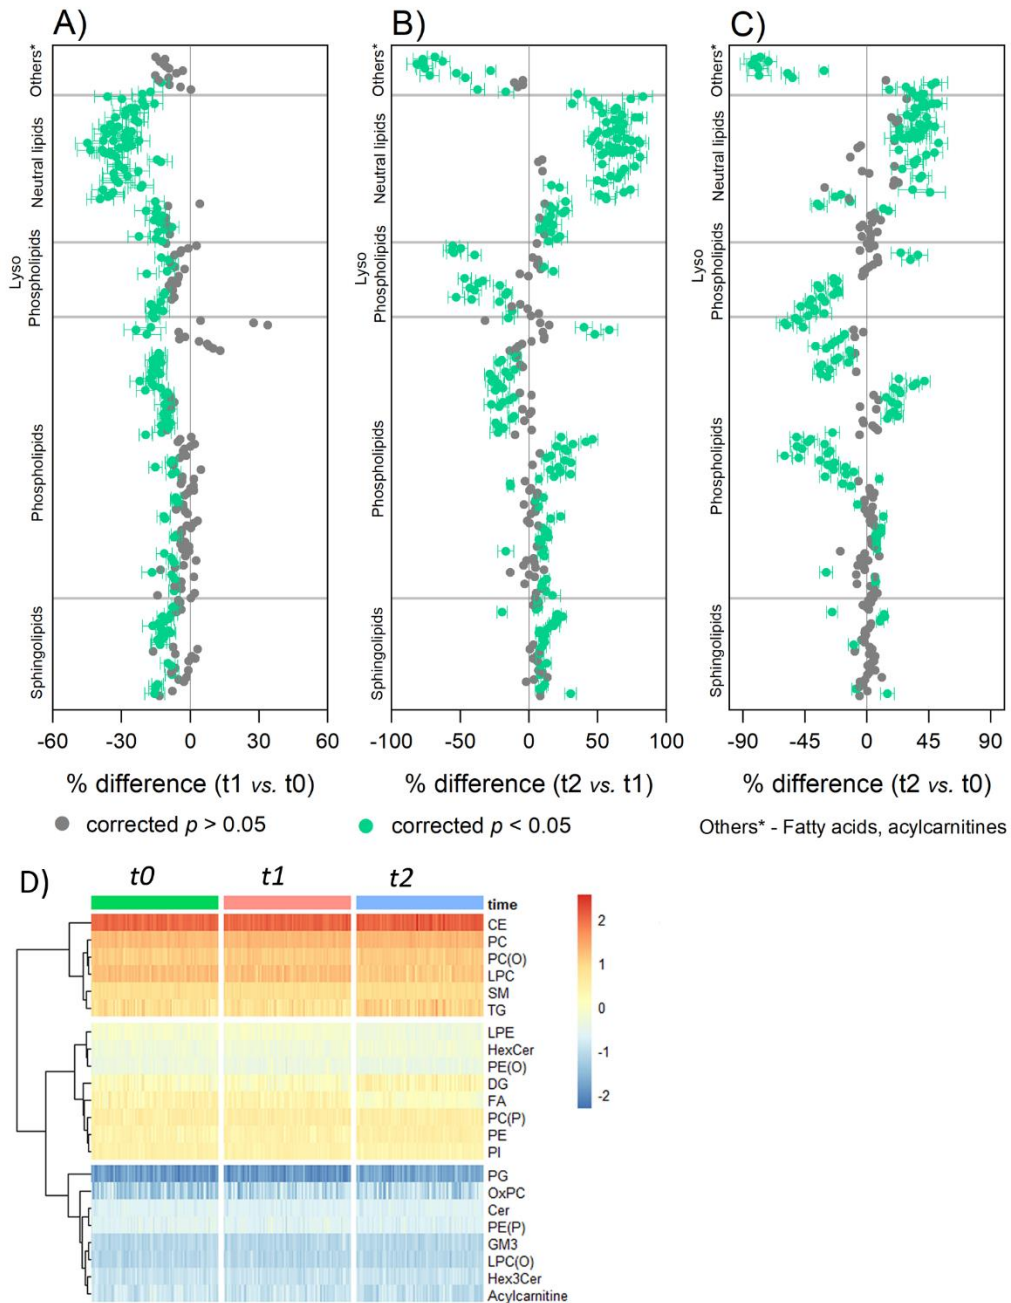 A)
B)
C)
Others*
Neutral lipids
Lyso
Phospholipids
Phospholipids
Sphingolipids
Others*
Neutral lipids
Lyso
Phospholipids
Phospholipids
Sphingolipids
Others*
Neutral lipids
Lyso
Phospholipids
Phospholipids
Sphingolipids
-60 -30 0 30 60
-100 -50 0 50 100
-90 -45 0 45 90
% difference (t1 vs. t0)
% difference (t2 vs. t1)
% difference (t2 vs. t0)
corrected p > 0.05
corrected p < 0.05
Others* - Fatty acids, acylcarnitines
D)
t0
t1
t2
time
CE
PC
PC(O)
LPC
SM
TG
LPE
HexCer
PE(O)
DG
FA
PC(P)
PE
PI
PG
OxPC
Cer
PE(P)
GM3
LPC(O)
Hex3Cer
Acylcarnitine
2
1
0
-1
-2